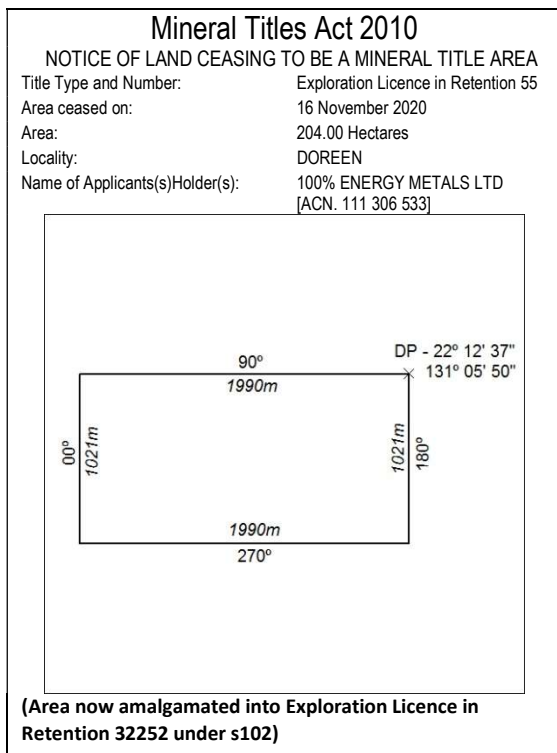 Mineral Titles Act 2010
NOTICE OF LAND CEASING TO BE A MINERAL TITLE AREA
Title Type and Number: Exploration Licence in Retention 55
Area ceased on: 16 November 2020
Area: 204.00 Hectares
Locality: DOREEN
Name of Applicants(s)Holder(s): 100% ENERGY METALS LTD
[ACN. 111 306 533]
DP - 22° 12' 37"
131° 05' 50"
90°
1990m
00°
1021m
1021m
180°
1990m
270°
(Area now amalgamated into Exploration Licence in
Retention 32252 under s102)